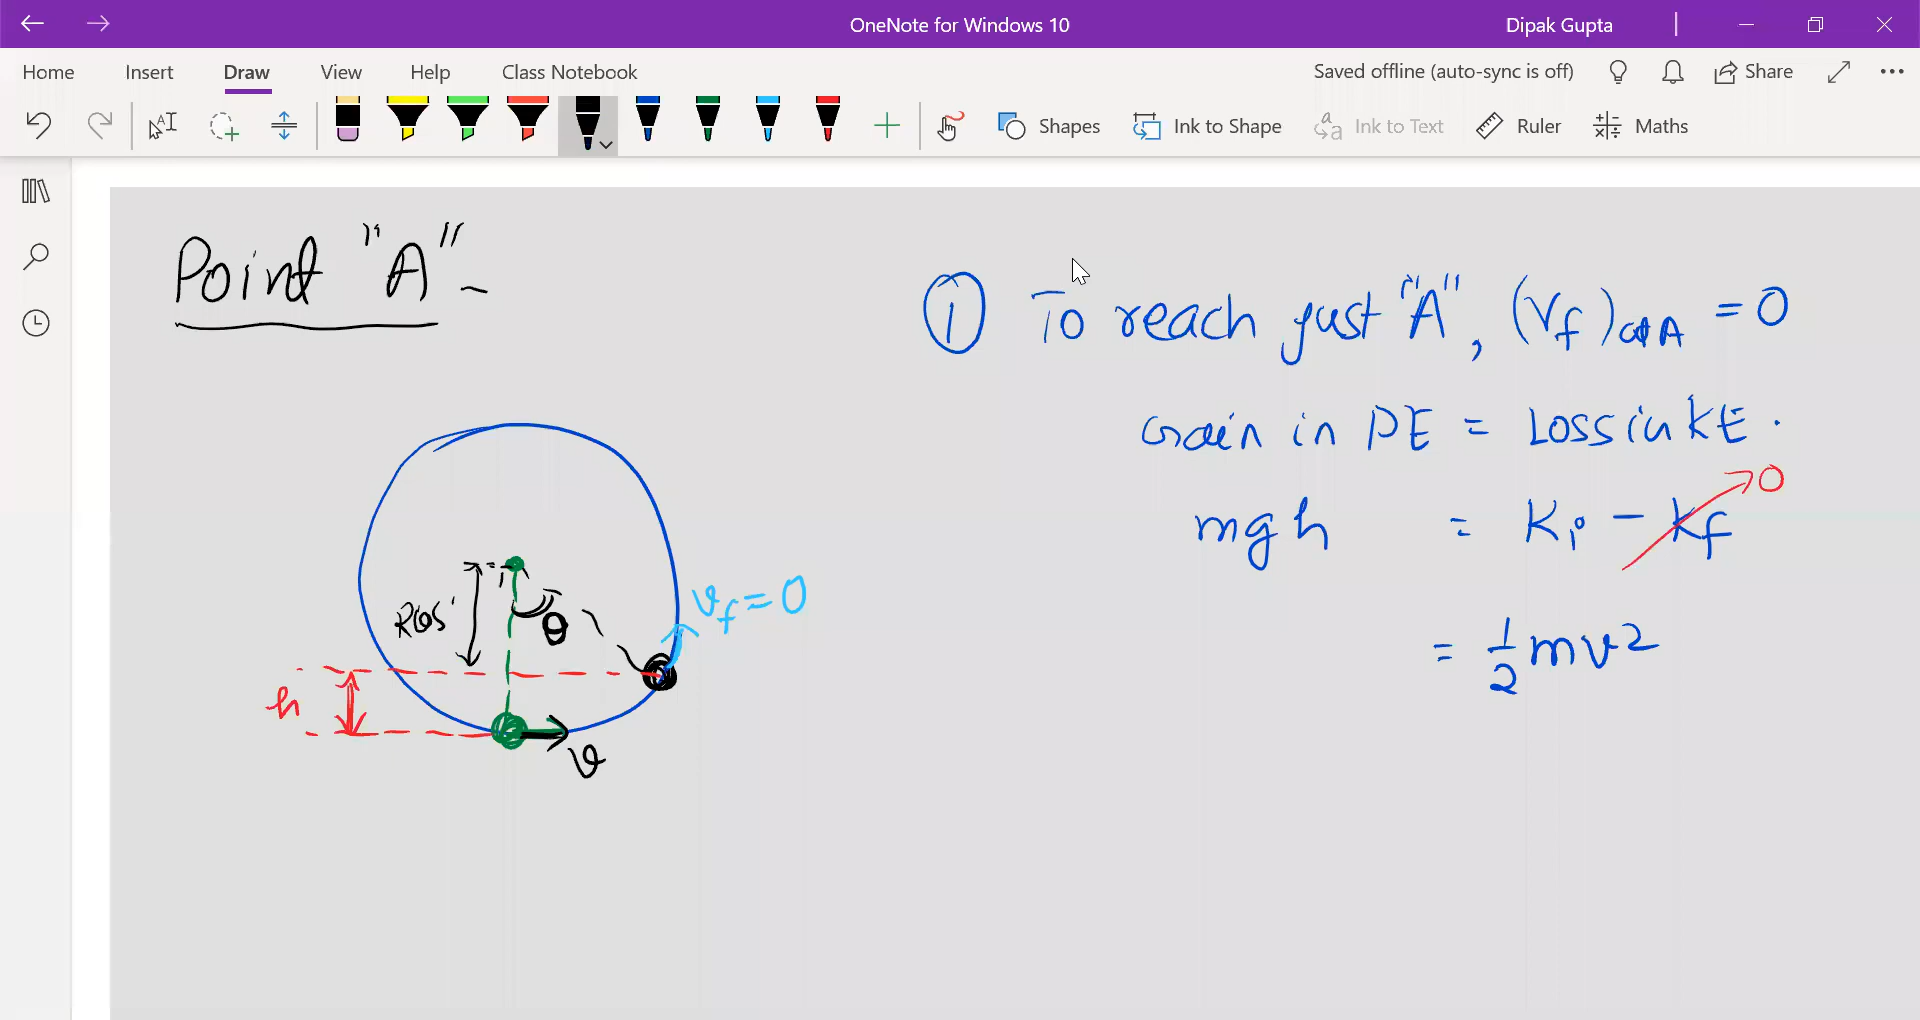 OneNote for Windows 10
Dipak Gupta
Home Insert Draw View Help Class Notebook
Saved offline (auto-sync is off) Share
Shapes Ink to Shape Ink to Text Ruler Maths
Point "A" -
① To reach just "A", (Vf)at A = 0
Gain in PE = Loss in KE.
mgh = Ki - Kf → 0
= 1/2 mv2
Rcos
θ
vf = 0
h
v